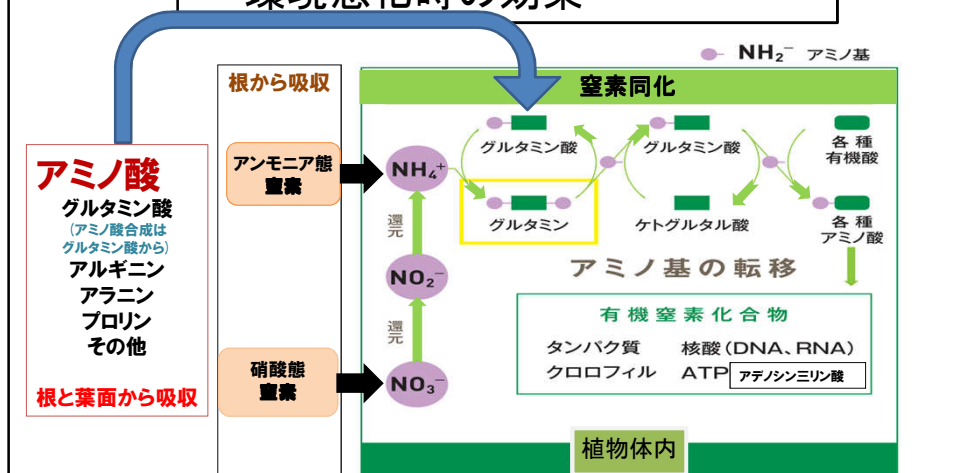 環境悪化時の効果
NH₂⁻ アミノ基
根から吸収
窒素同化
アミノ酸
グルタミン酸
(アミノ酸合成は
グルタミン酸から)
アルギニン
アラニン
プロリン
その他
根と葉面から吸収
アンモニア態
窒素
硝酸態
窒素
NH₄⁺
還元
NO₂⁻
還元
NO₃⁻
グルタミン酸
グルタミン酸
各種
有機酸
グルタミン
ケトグルタル酸
各種
アミノ酸
アミノ基の転移
有機窒素化合物
タンパク質 核酸(DNA、RNA)
クロロフィル ATP アデノシン三リン酸
植物体内